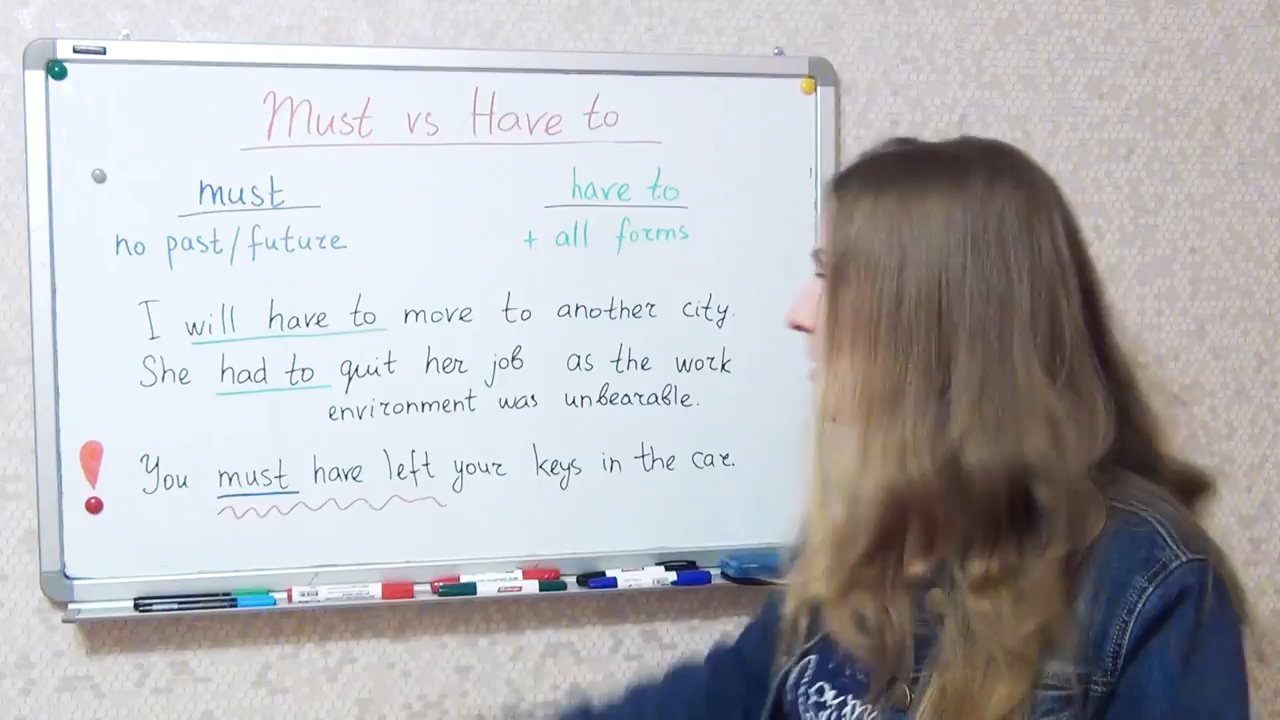 Must vs Have to
must have to
no past/future + all forms
I will have to move to another city.
She had to quit her job as the work
environment was unbearable.
! You must have left your keys in the car.